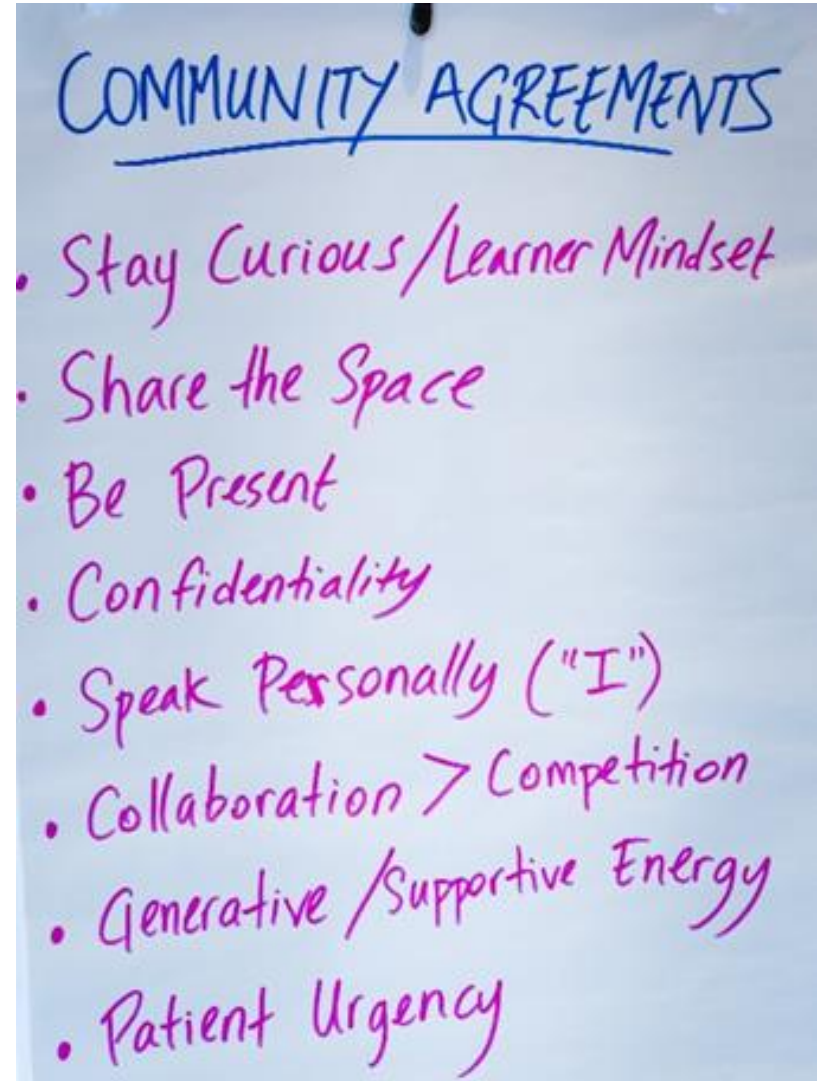 COMMUNITY AGREEMENTS
• Stay Curious/Learner Mindset
• Share the Space
• Be Present
• Confidentiality
• Speak Personally ("I")
• Collaboration > Competition
• Generative/Supportive Energy
• Patient Urgency